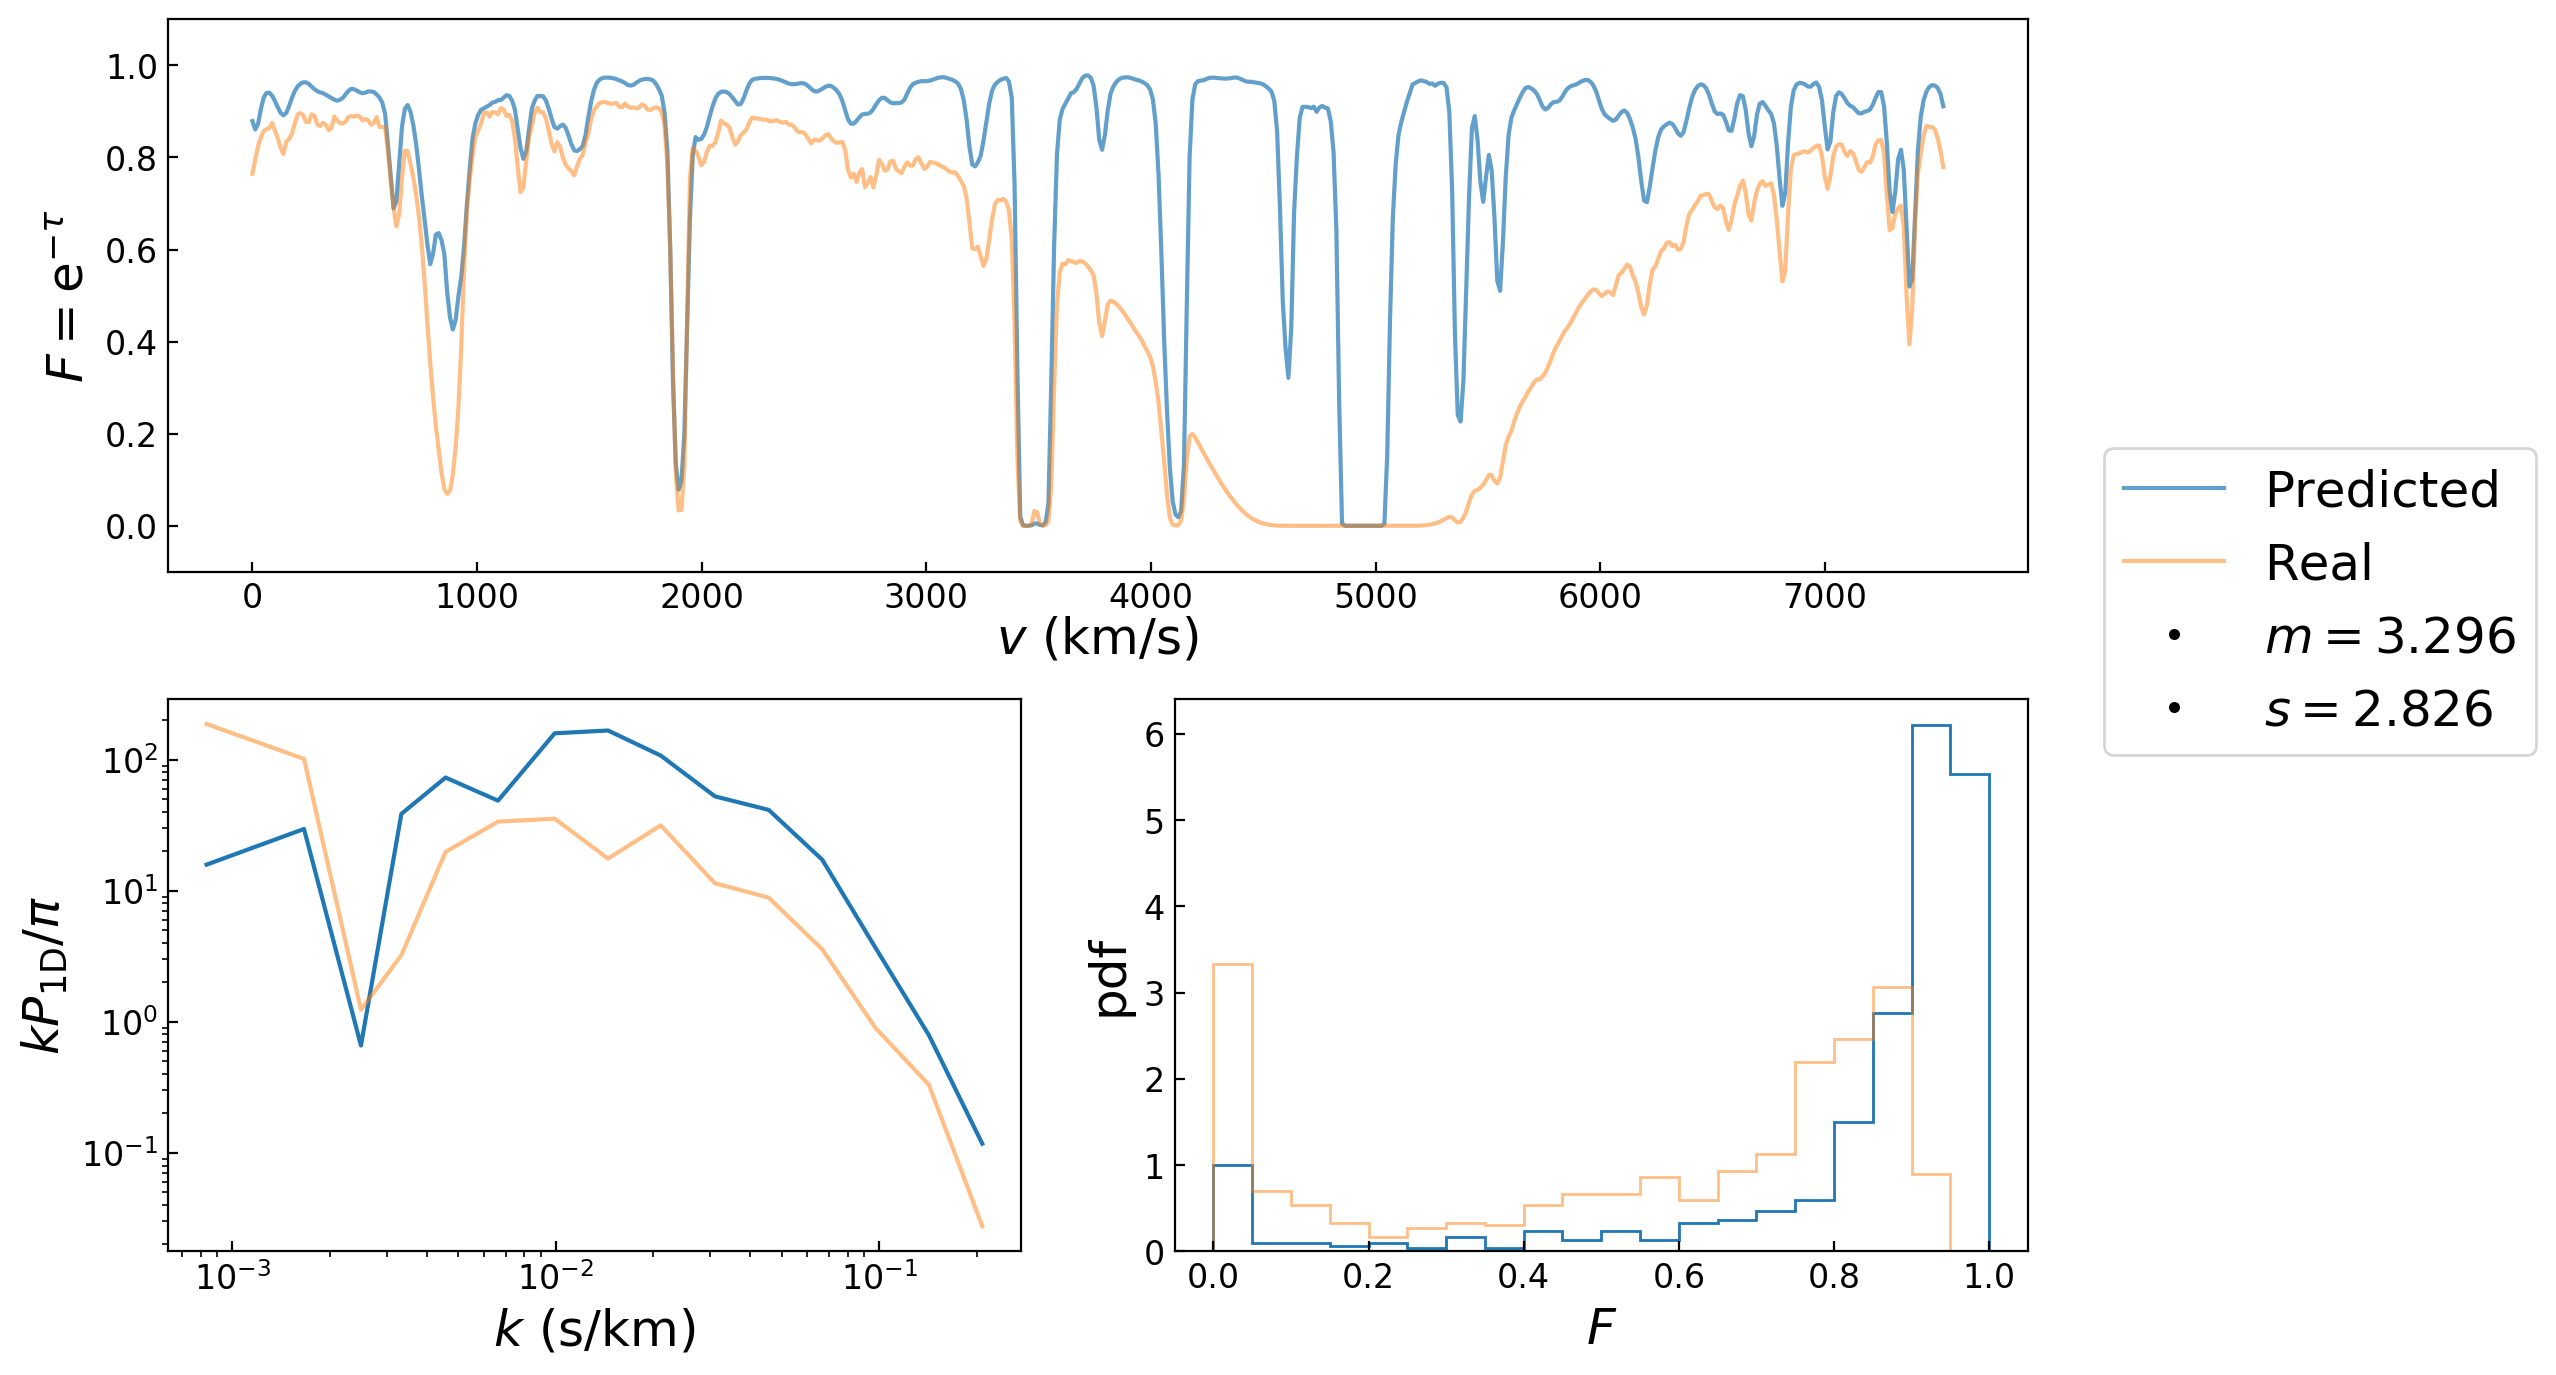 F = e^{-τ}
1.0
0.8
0.6
0.4
0.2
0.0
0 1000 2000 3000 4000 5000 6000 7000
v (km/s)
Predicted
Real
m = 3.296
s = 2.826
kP_{1D}/π
10^2
10^1
10^0
10^{-1}
10^{-3} 10^{-2} 10^{-1}
k (s/km)
pdf
6
5
4
3
2
1
0
0.0 0.2 0.4 0.6 0.8 1.0
F